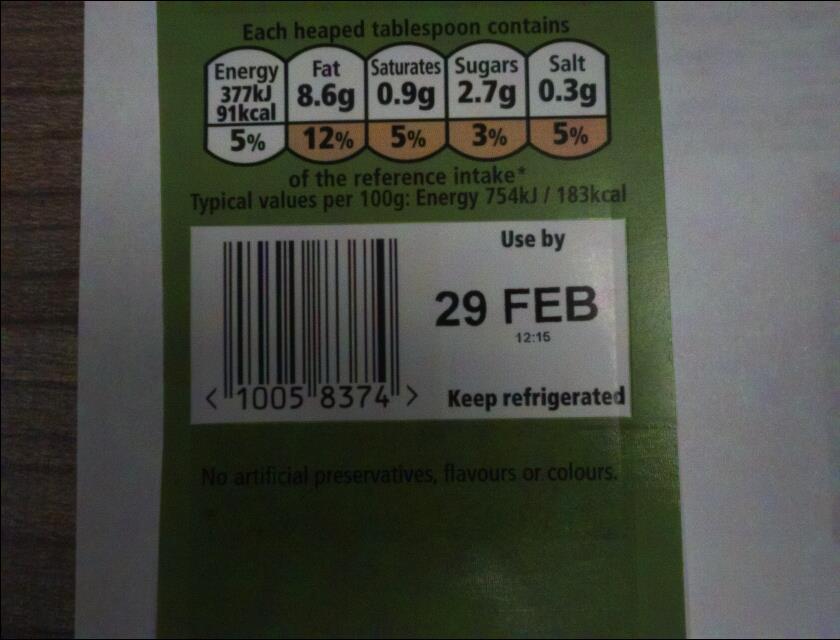 Each heaped tablespoon contains
Energy Fat Saturates Sugars Salt
377kJ 8.6g 0.9g 2.7g 0.3g
91kcal
5% 12% 5% 3% 5%
of the reference intake*
Typical values per 100g: Energy 754kJ / 183kcal
Use by
29 FEB
12:15
< 1005 8374 > Keep refrigerated
No artificial preservatives, flavours or colours.